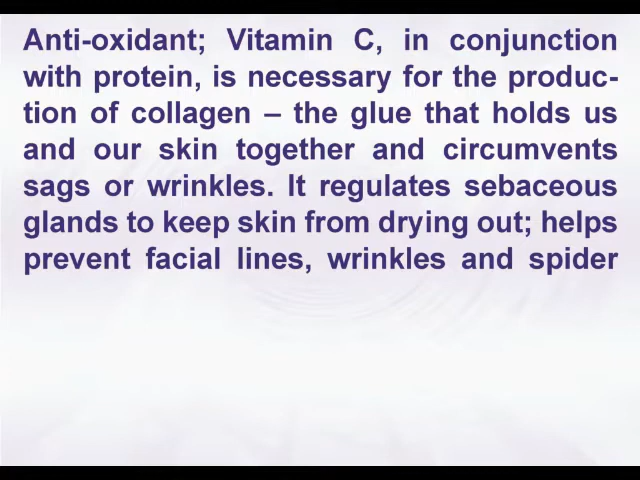 Anti-oxidant; Vitamin C, in conjunction
with protein, is necessary for the produc-
tion of collagen – the glue that holds us
and our skin together and circumvents
sags or wrinkles. It regulates sebaceous
glands to keep skin from drying out; helps
prevent facial lines, wrinkles and spider